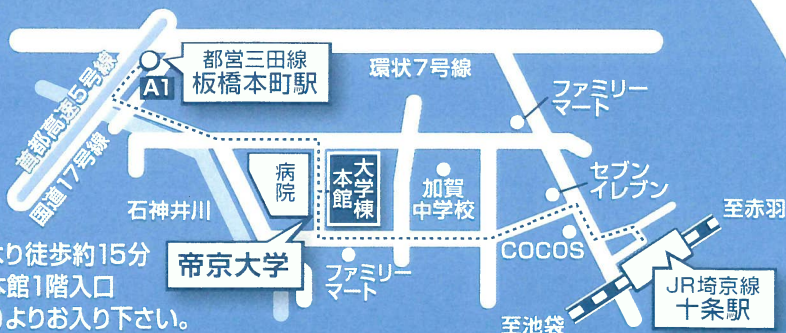 都営三田線
板橋本町駅
A1
環状7号線
首都高速5号線
国道17号線
ファミリー
マート
病院
大学棟
本館
加賀
中学校
セブン
イレブン
石神井川
至赤羽
より徒歩約15分
帝京大学
COCOS
本館1階入口
ファミリー
マート
JR埼京線
十条駅
よりお入り下さい。
至池袋